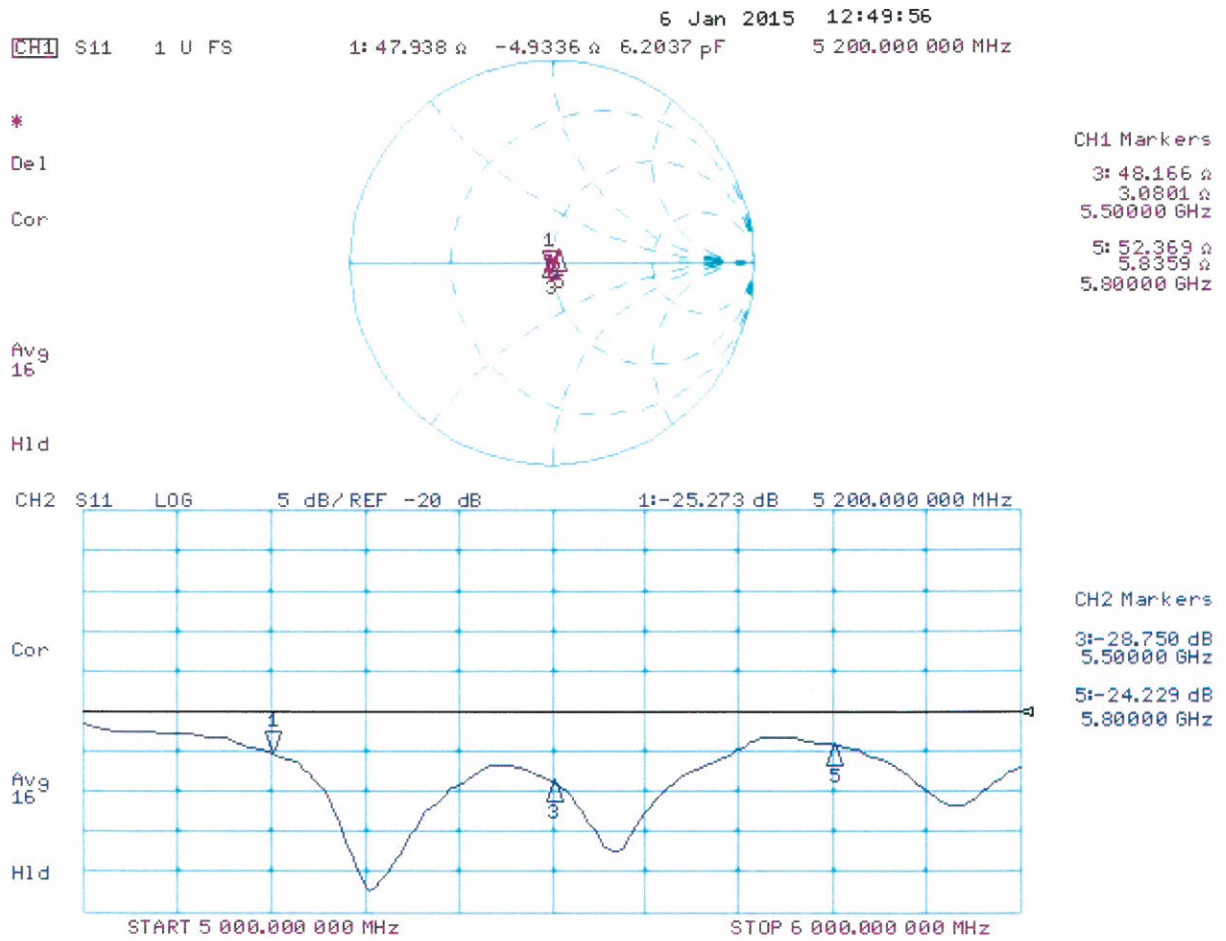 6 Jan 2015 12:49:56
CH1 S11 1 U FS 1: 47.938 Ω -4.9336 Ω 6.2037 pF 5 200.000 000 MHz
*
Del
Cor
Avg
16
Hld
CH1 Markers
3: 48.166 Ω
3.0801 Ω
5.50000 GHz
5: 52.369 Ω
5.8359 Ω
5.80000 GHz
1
3
CH2 S11 LOG 5 dB/ REF -20 dB 1:-25.273 dB 5 200.000 000 MHz
Cor
Avg
16
Hld
CH2 Markers
3:-28.750 dB
5.50000 GHz
5:-24.229 dB
5.80000 GHz
1
3
5
START 5 000.000 000 MHz STOP 6 000.000 000 MHz